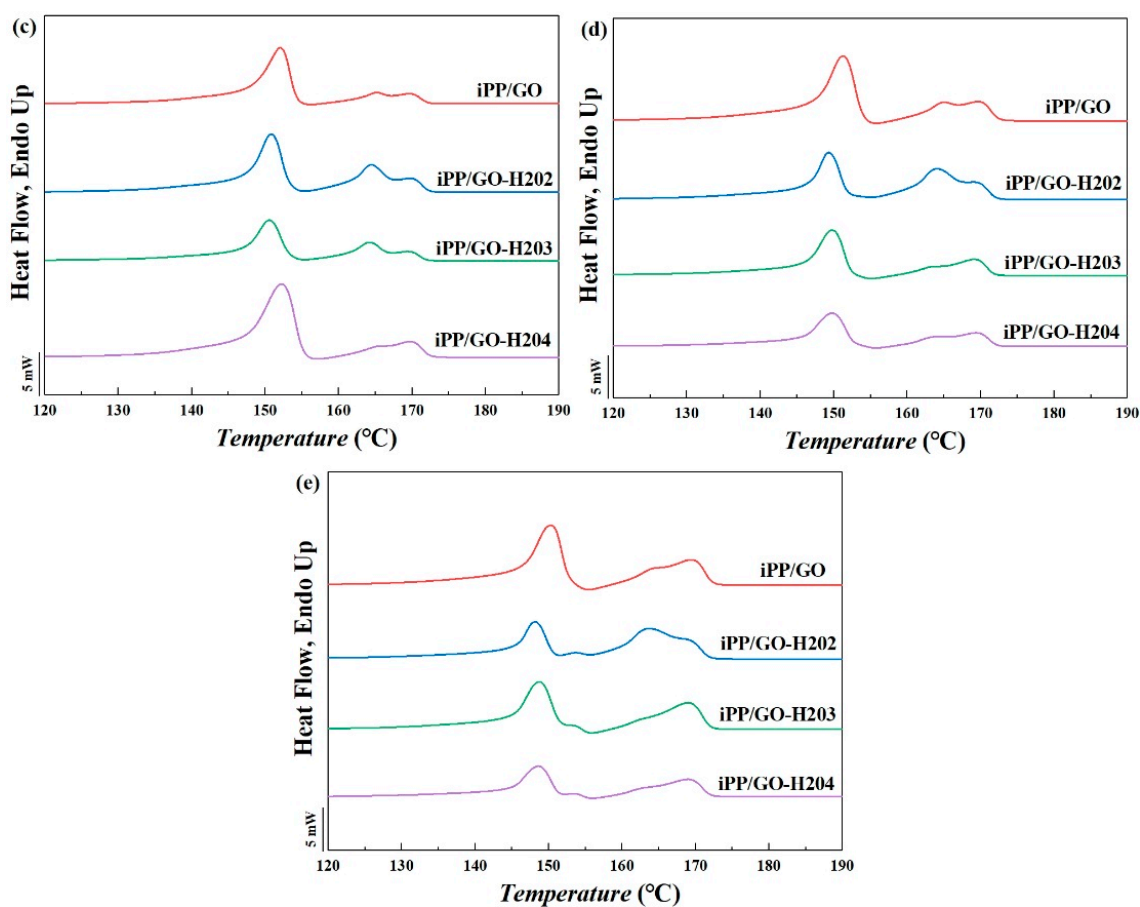 (c)
Heat Flow, Endo Up
iPP/GO
iPP/GO-H202
iPP/GO-H203
iPP/GO-H204
5 mW
120 130 140 150 160 170 180 190
Temperature (°C)
(d)
Heat Flow, Endo Up
iPP/GO
iPP/GO-H202
iPP/GO-H203
iPP/GO-H204
5 mW
120 130 140 150 160 170 180 190
Temperature (°C)
(e)
Heat Flow, Endo Up
iPP/GO
iPP/GO-H202
iPP/GO-H203
iPP/GO-H204
5 mW
120 130 140 150 160 170 180 190
Temperature (°C)